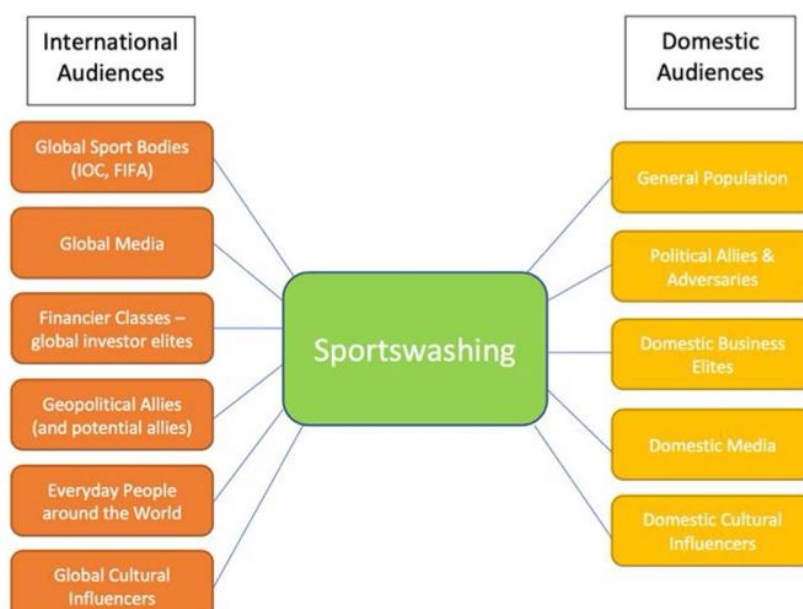 International
Audiences
Global Sport Bodies
(IOC, FIFA)
Global Media
Financier Classes –
global investor elites
Geopolitical Allies
(and potential allies)
Everyday People
around the World
Global Cultural
Influencers
Sportswashing
Domestic
Audiences
General Population
Political Allies &
Adversaries
Domestic Business
Elites
Domestic Media
Domestic Cultural
Influencers